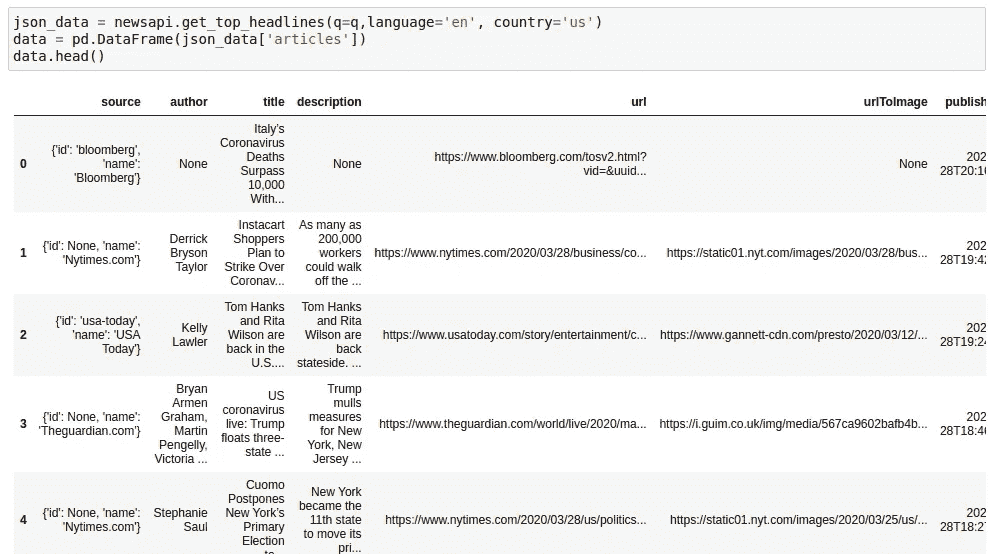 json_data = newsapi.get_top_headlines(q=q,language='en', country='us')
data = pd.DataFrame(json_data['articles'])
data.head()
source author title description url urlToImage publish
0 {'id': 'bloomberg', 'name': 'Bloomberg'} None Italy's Coronavirus Deaths Surpass 10,000 With... None https://www.bloomberg.com/tosv2.html?vid=&uuid... None 202 28T20:16
1 {'id': None, 'name': 'Nytimes.com'} Derrick Bryson Taylor Instacart Shoppers Plan to Strike Over Coronav... As many as 200,000 workers could walk off the ... https://www.nytimes.com/2020/03/28/business/co... https://static01.nyt.com/images/2020/03/28/bus... 202 28T19:42
2 {'id': 'usa-today', 'name': 'USA Today'} Kelly Lawler Tom Hanks and Rita Wilson are back in the U.S.... Tom Hanks and Rita Wilson are back stateside. ... https://www.usatoday.com/story/entertainment/c... https://www.gannett-cdn.com/presto/2020/03/12/... 202 28T19:24
3 {'id': None, 'name': 'Theguardian.com'} Bryan Armen Graham, Martin Pengelly, Victoria ... US coronavirus live: Trump floats three-state ... Trump mulls measures for New York, New Jersey ... https://www.theguardian.com/world/live/2020/ma... https://i.guim.co.uk/img/media/567ca9602bafb4b... 202 28T18:46
4 {'id': None, 'name': 'Nytimes.com'} Stephanie Saul Cuomo Postpones New York's Primary Election New York became the 11th state to move its pri... https://www.nytimes.com/2020/03/28/us/politics... https://static01.nyt.com/images/2020/03/25/us/... 202 28T18:27